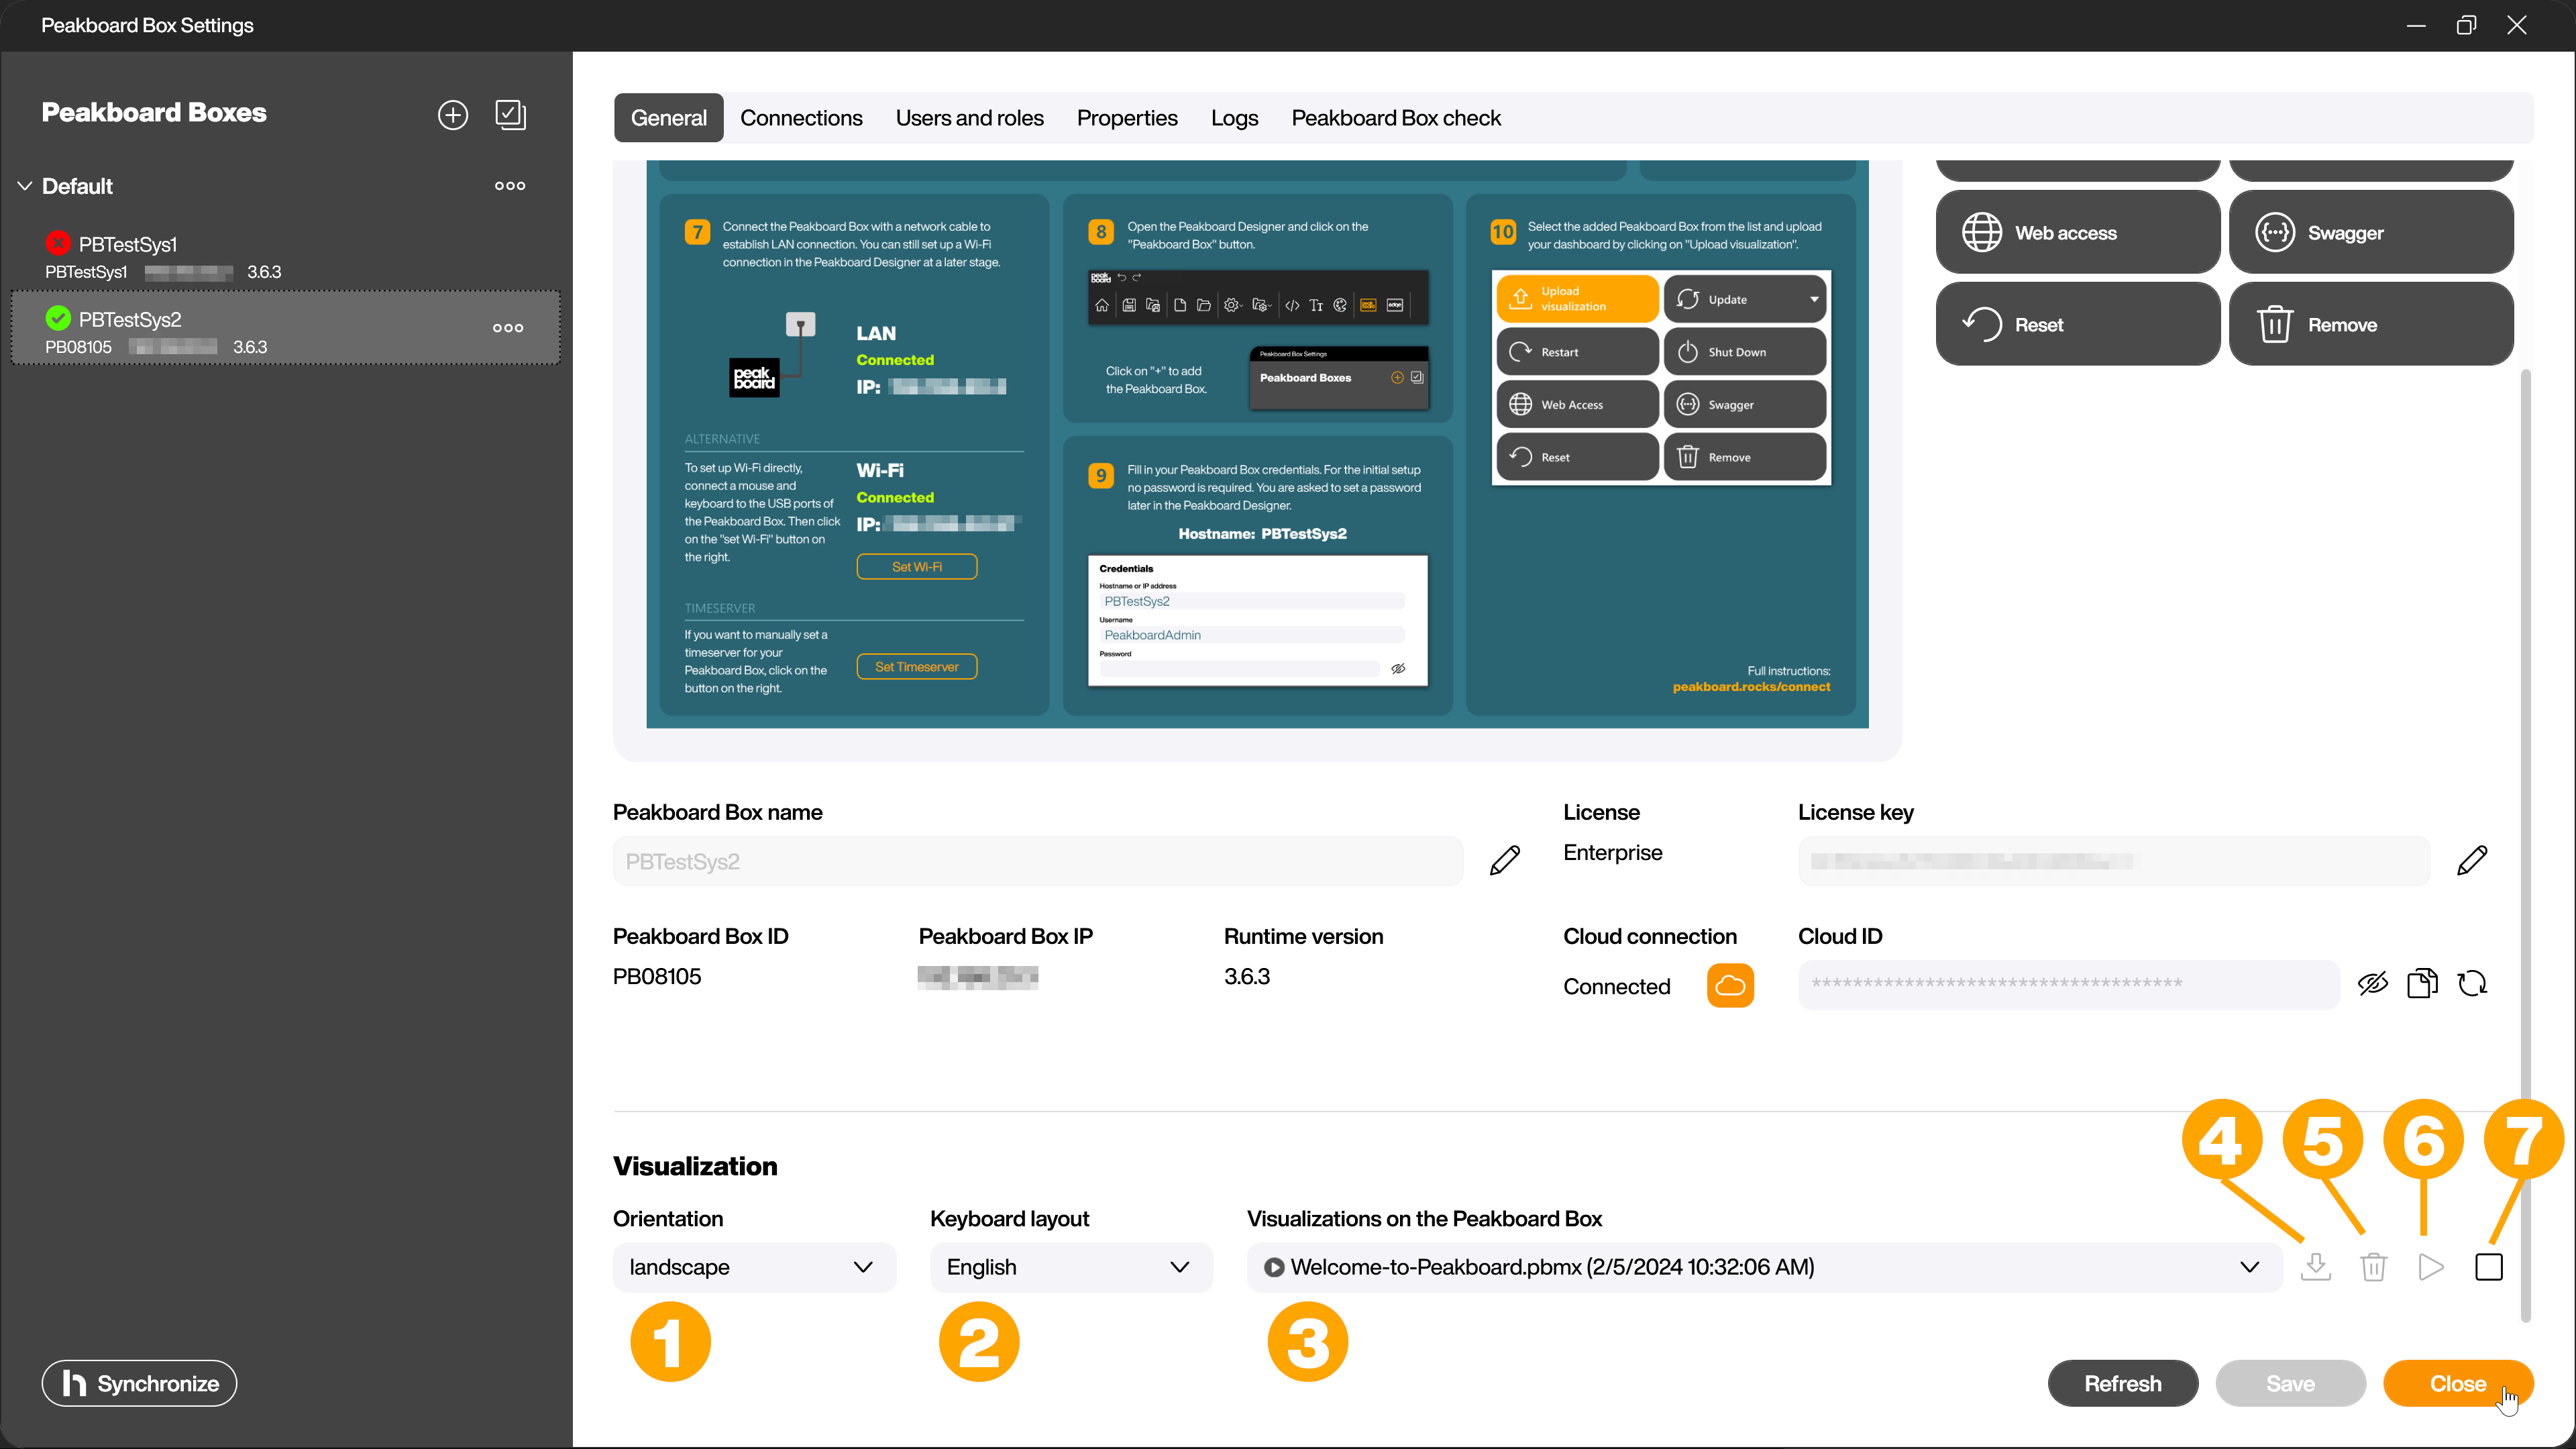 Peakboard Box Settings
Peakboard Boxes
Default
PBTestSys1
PBTestSys1 3.6.3
PBTestSys2
PB08105 3.6.3
Synchronize
General Connections Users and roles Properties Logs Peakboard Box check
7
Connect the Peakboard Box with a network cable to
establish LAN connection. You can still set up a Wi-Fi
connection in the Peakboard Designer at a later stage.
peak
board
LAN
Connected
IP:
ALTERNATIVE
To set up Wi-Fi directly,
connect a mouse and
keyboard to the USB ports of
the Peakboard Box. Then click
on the "set Wi-Fi" button on
the right.
Wi-Fi
Connected
IP:
Set Wi-Fi
TIMESERVER
If you want to manually set a
timeserver for your
Peakboard Box, click on the
button on the right.
Set Timeserver
8
Open the Peakboard Designer and click on the
"Peakboard Box" button.
peak
board
Click on "+" to add
the Peakboard Box.
Peakboard Box Settings
Peakboard Boxes
9
Fill in your Peakboard Box credentials. For the initial setup
no password is required. You are asked to set a password
later in the Peakboard Designer.
Hostname: PBTestSys2
Credentials
Hostname or IP address
PBTestSys2
Username
PeakboardAdmin
Password
10
Select the added Peakboard Box from the list and upload
your dashboard by clicking on "Upload visualization".
Upload
visualization
Update
Restart
Shut Down
Web Access
Swagger
Reset
Remove
Full instructions:
peakboard.rocks/connect
Web access
Swagger
Reset
Remove
Peakboard Box name
PBTestSys2
License
Enterprise
License key
Peakboard Box ID
PB08105
Peakboard Box IP
Runtime version
3.6.3
Cloud connection
Connected
Cloud ID
************************************
4 5 6 7
Visualization
Orientation
landscape
Keyboard layout
English
Visualizations on the Peakboard Box
Welcome-to-Peakboard.pbmx (2/5/2024 10:32:06 AM)
1 2 3
Refresh Save Close